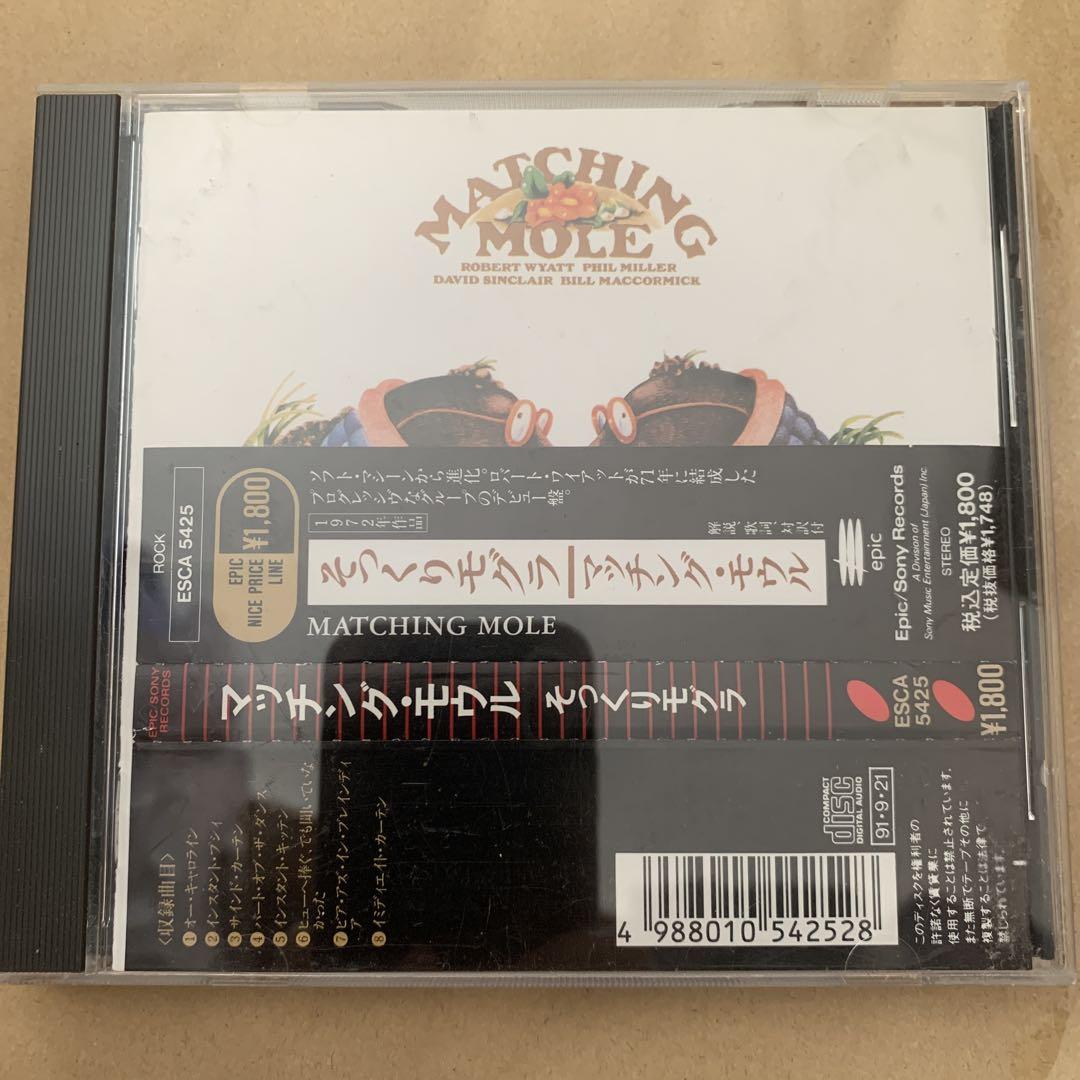 MATCHING
MOLE
ROBERT WYATT PHIL MILLER
DAVID SINCLAIR BILL MACCORMICK
ROCK
ESCA 5425
EPIC
NICE PRICE
LINE
¥1,800
ソフト・マシーンから進化。ロバート・ワイアットが71年に結成した
プログレッシヴなグループのデビュー盤。
1972年作品
解説、歌詞、対訳付
そっくりモグラ|マッチング・モウル
MATCHING MOLE
epic
Epic/Sony Records
A Division of
Sony Music Entertainment (Japan) Inc.
STEREO
税込定価¥1,800
(税抜価格¥1,748)
EPIC/SONY
RECORDS
マッチング・モウル そっくりモグラ
ESCA
5425
¥1,800
〈収録曲目〉
①オー・キャロライン
②インスタント・プシィ
③サインド・カーテン
④パート・オブ・ザ・ダンス
⑤インスタント・キッチン
⑥ヒューへ捧ぐ、でも聞いていな
かった
⑦ビア・アズ・イン・ブレインディ
ア
⑧イミディエイト・カーテン
COMPACT
disc
DIGITAL AUDIO
91・9・21
4 988010 542528
このディスクを権利者の
許諾なく賃貸業に
使用することは禁止されています。
また無断でテープその他に
複製することは法律で
禁じられています。